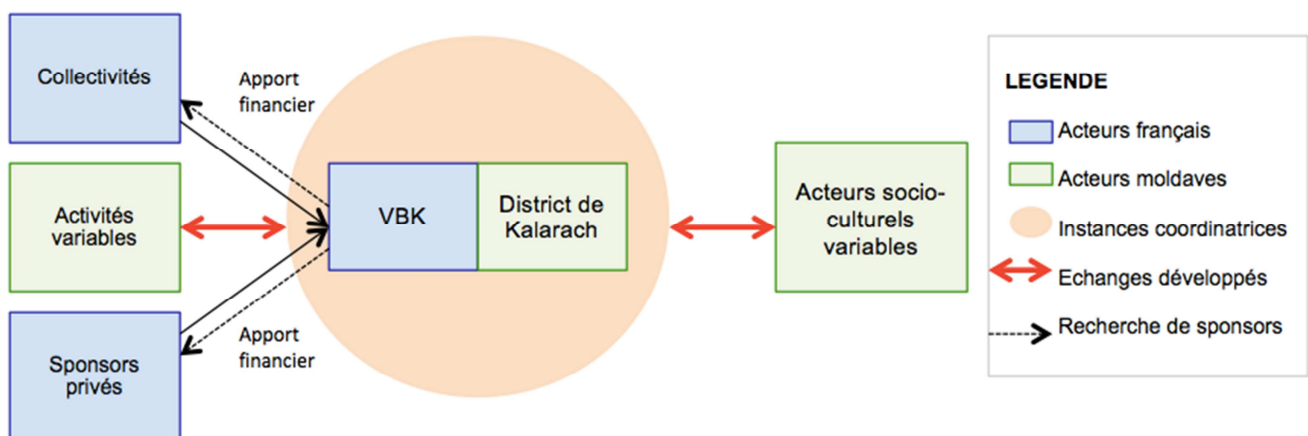 Collectivités
Apport
financier
Activités
variables
VBK
District de
Kalarach
Sponsors
privés
Apport
financier
Acteurs socio-
culturels
variables
LEGENDE
Acteurs français
Acteurs moldaves
Instances coordinatrices
Echanges développés
Recherche de sponsors